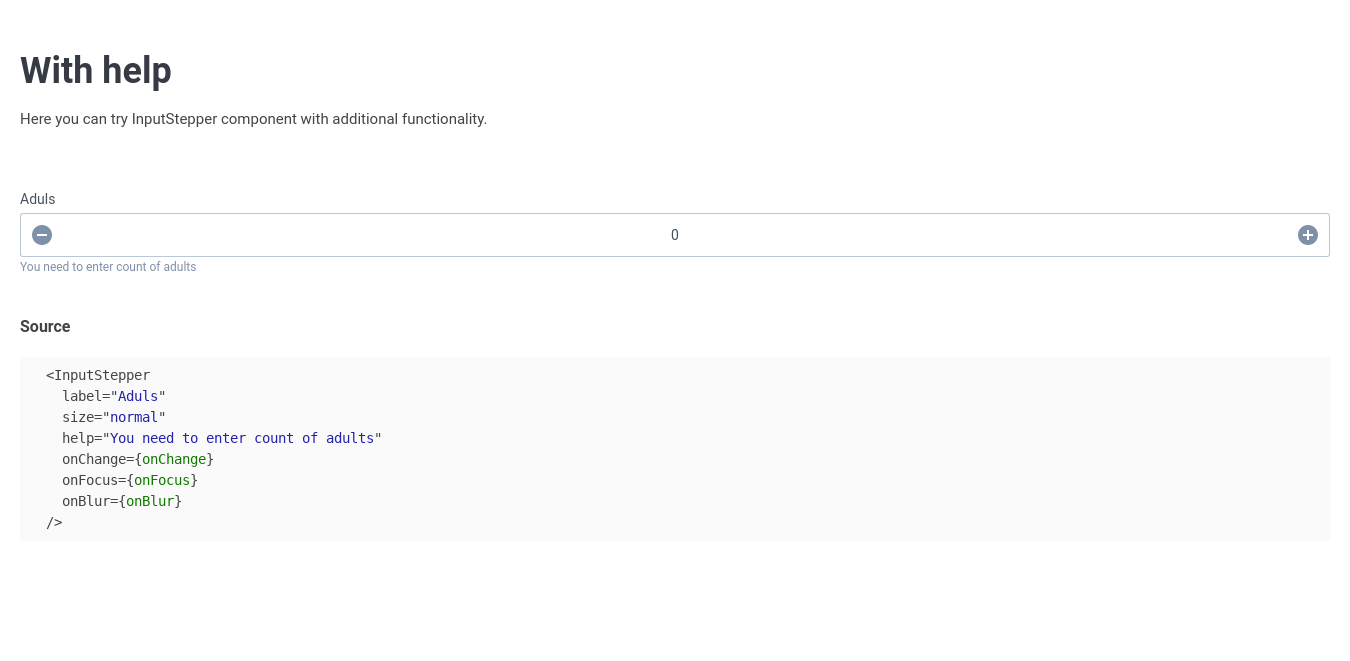 With help
Here you can try InputStepper component with additional functionality.
Aduls
0
You need to enter count of adults
Source
<InputStepper
label="Aduls"
size="normal"
help="You need to enter count of adults"
onChange={onChange}
onFocus={onFocus}
onBlur={onBlur}
/>